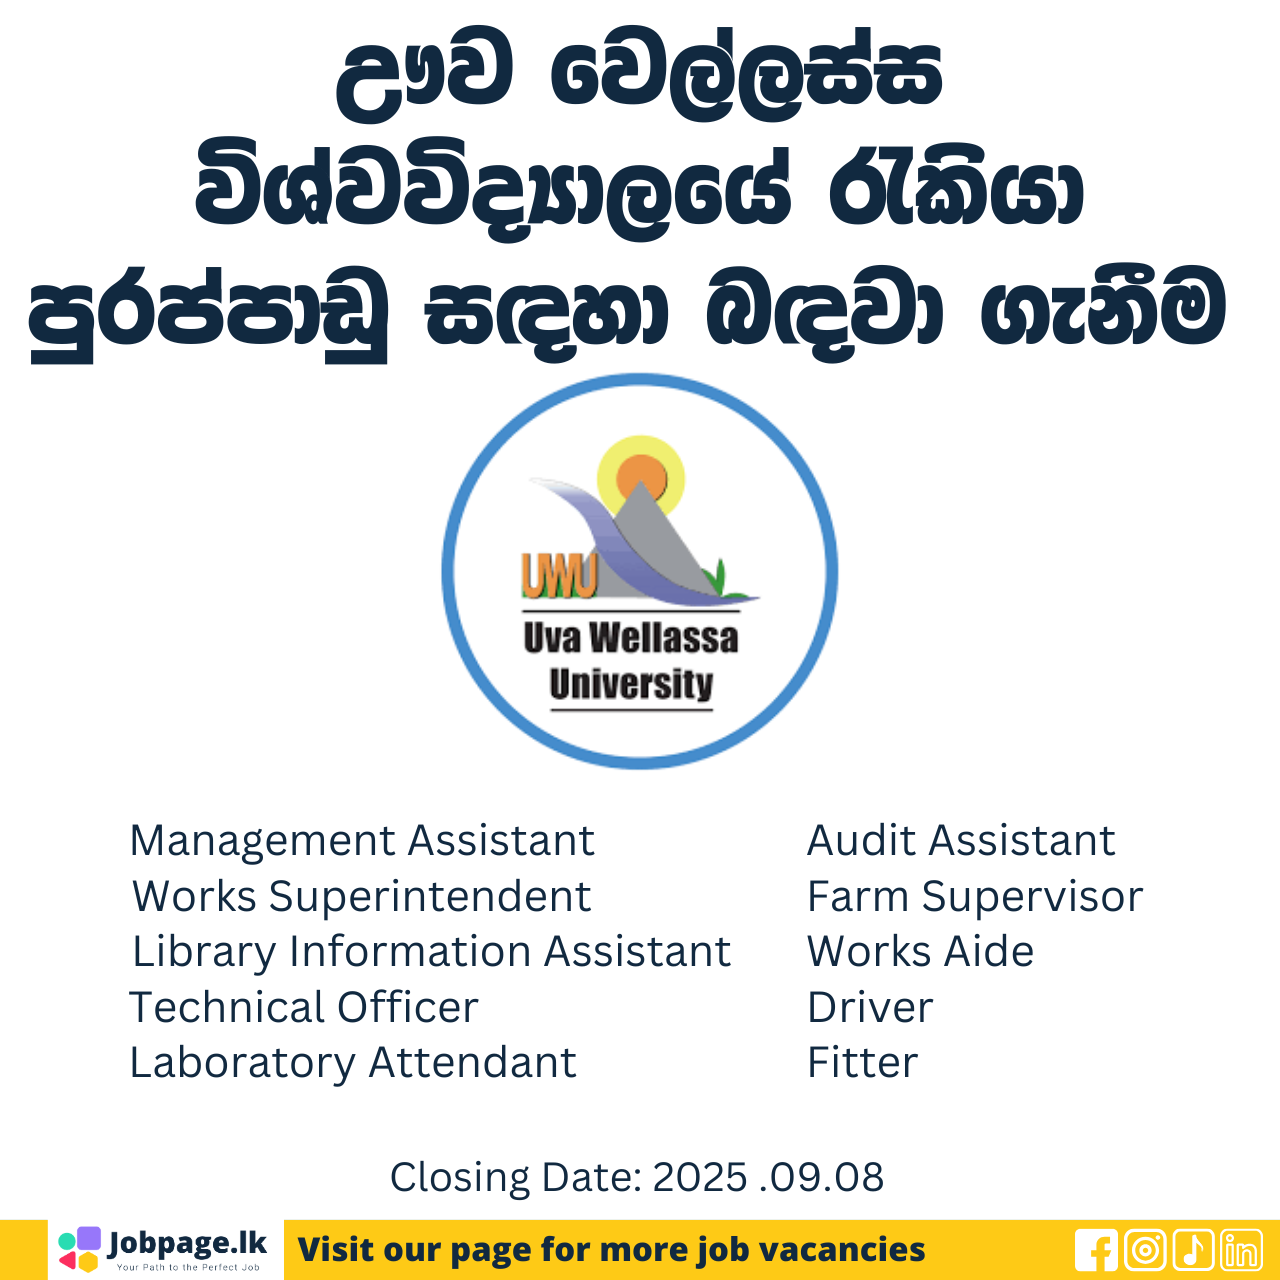 ඌව වෙල්ලස්ස
විශ්වවිද්‍යාලයේ රැකියා
පුරප්පාඩු සඳහා බඳවා ගැනීම
UWU
Uva Wellassa
University
Management Assistant
Works Superintendent
Library Information Assistant
Technical Officer
Laboratory Attendant
Audit Assistant
Farm Supervisor
Works Aide
Driver
Fitter
Closing Date: 2025 .09.08
Jobpage.lk
Your Path to the Perfect Job
Visit our page for more job vacancies